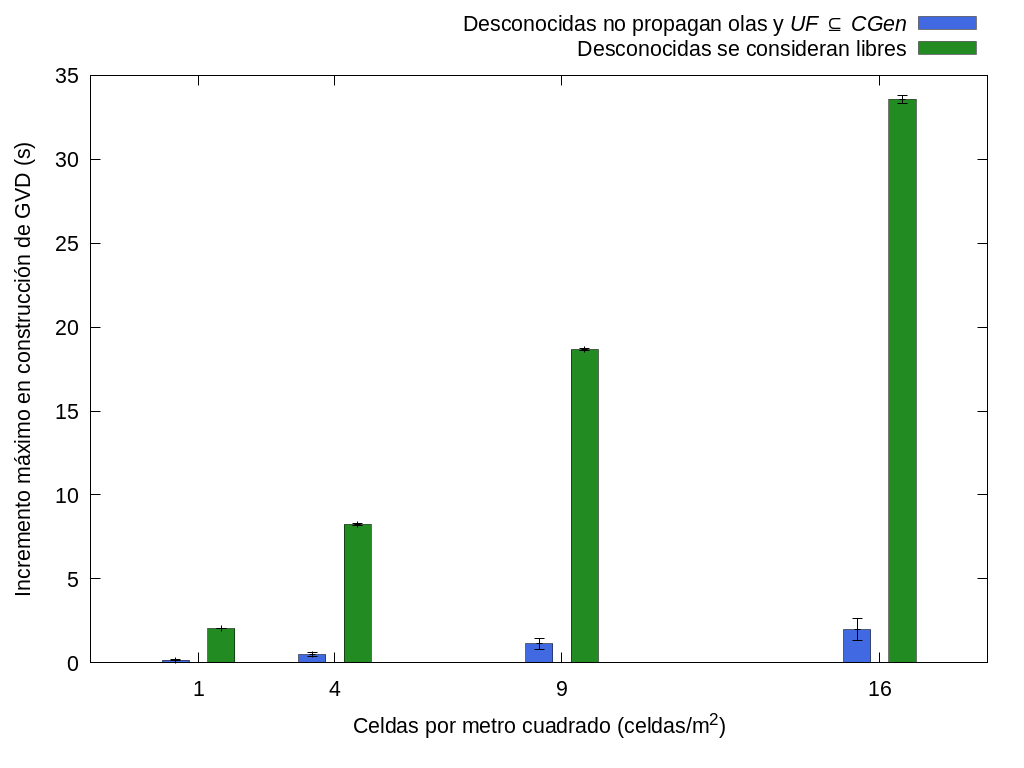 Desconocidas no propagan olas y UF ⊆ CGen
Desconocidas se consideran libres
35
30
25
20
15
10
5
0
Incremento máximo en construcción de GVD (s)
1 4 9 16
Celdas por metro cuadrado (celdas/m²)